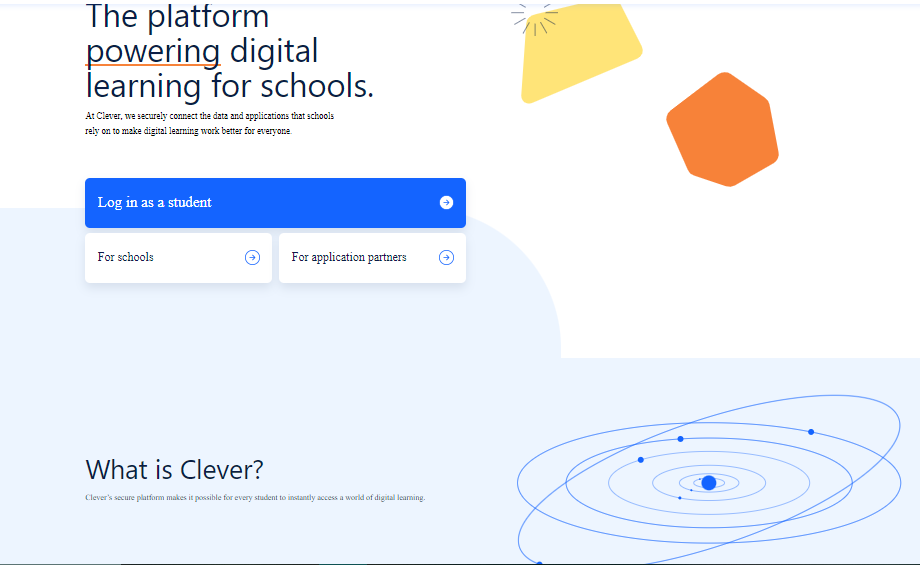 The platform
powering digital
learning for schools.
At Clever, we securely connect the data and applications that schools
rely on to make digital learning work better for everyone.
Log in as a student
For schools
For application partners
What is Clever?
Clever's secure platform makes it possible for every student to instantly access a world of digital learning.